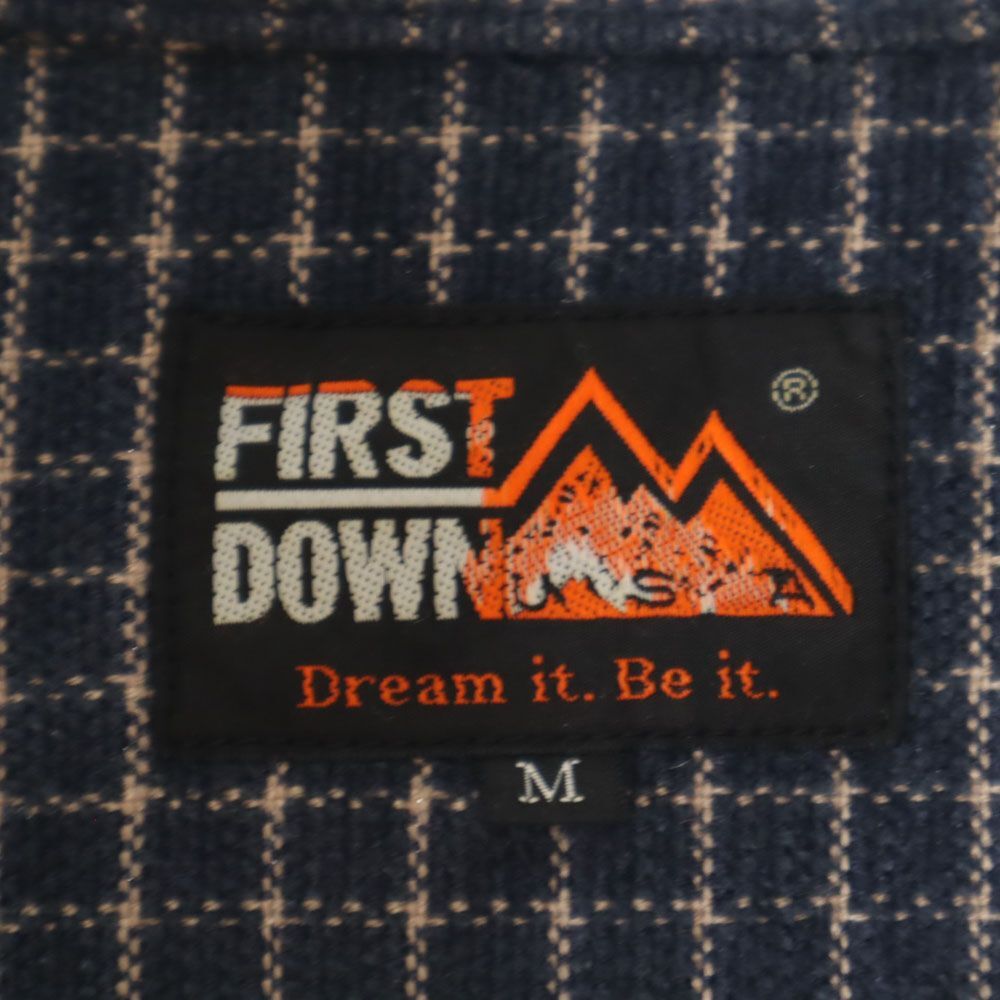 FIRST
®
DOWN USA
Dream it. Be it.
M